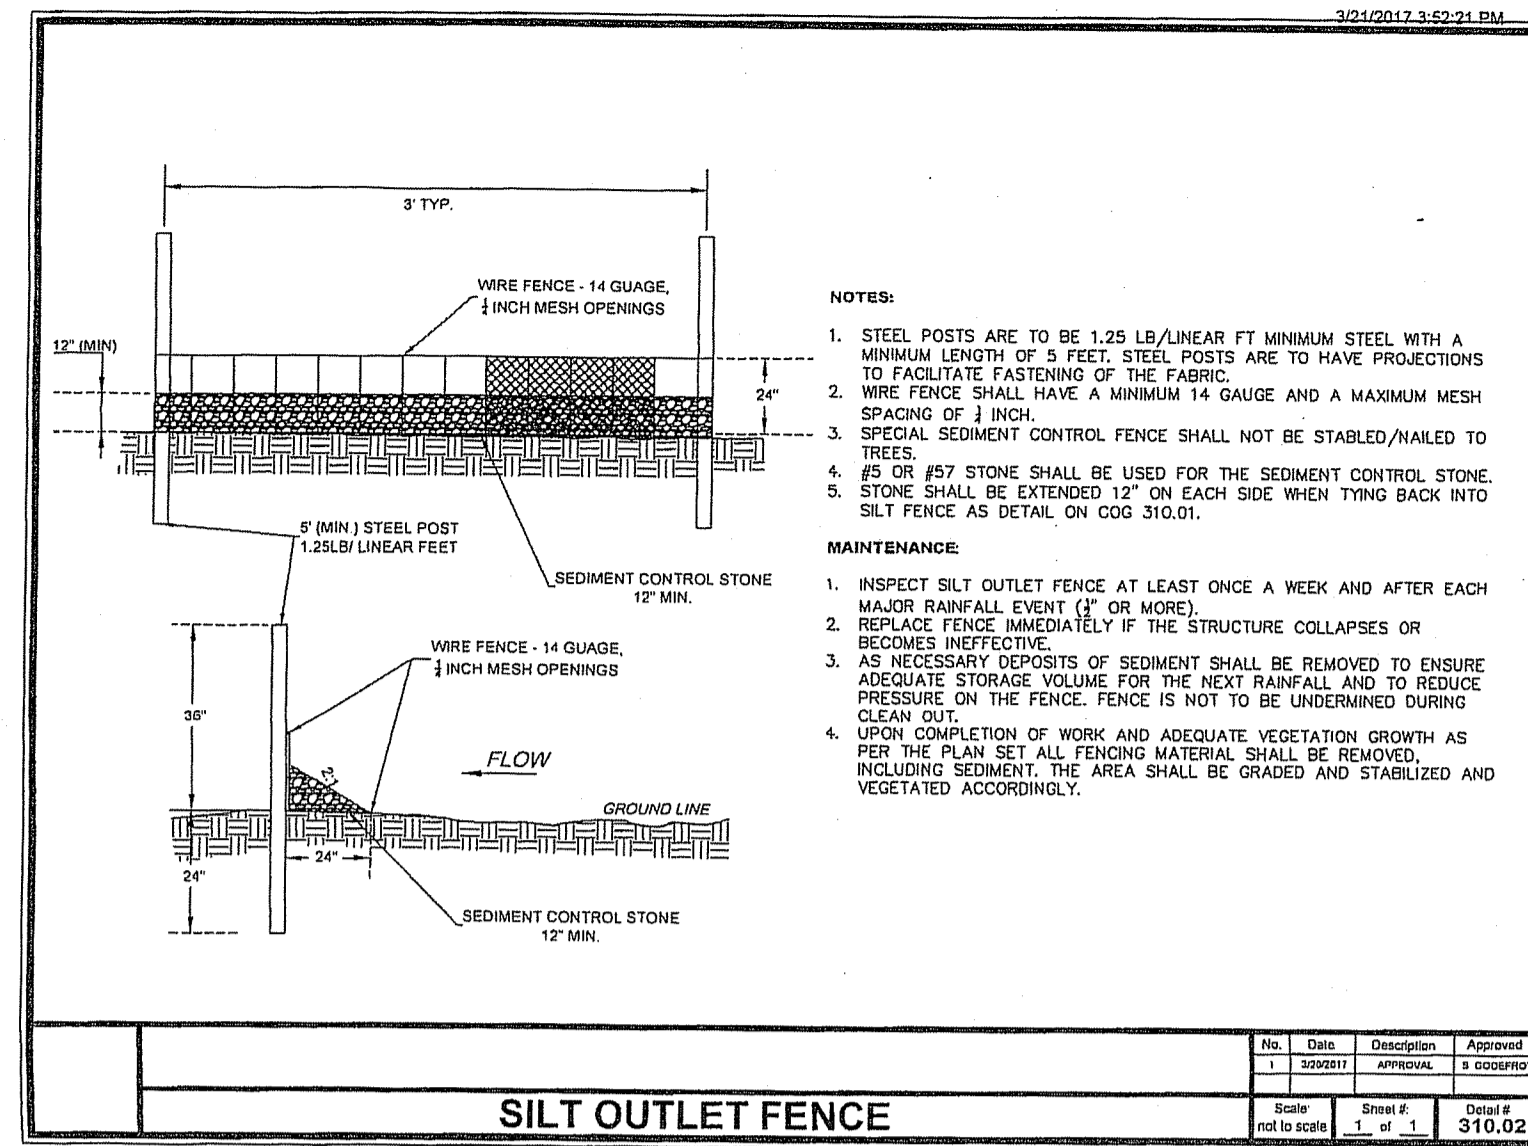 3/21/2017 3:52:21 PM
3' TYP.
WIRE FENCE - 14 GUAGE,
¼ INCH MESH OPENINGS
12" (MIN)
24"
5' (MIN.) STEEL POST
1.25LB/ LINEAR FEET
SEDIMENT CONTROL STONE
12" MIN.
WIRE FENCE - 14 GUAGE,
¼ INCH MESH OPENINGS
36"
2:1
FLOW
GROUND LINE
24"
24"
SEDIMENT CONTROL STONE
12" MIN.
NOTES:
1. STEEL POSTS ARE TO BE 1.25 LB/LINEAR FT MINIMUM STEEL WITH A
MINIMUM LENGTH OF 5 FEET. STEEL POSTS ARE TO HAVE PROJECTIONS
TO FACILITATE FASTENING OF THE FABRIC.
2. WIRE FENCE SHALL HAVE A MINIMUM 14 GAUGE AND A MAXIMUM MESH
SPACING OF ¼ INCH.
3. SPECIAL SEDIMENT CONTROL FENCE SHALL NOT BE STABLED/NAILED TO
TREES.
4. #5 OR #57 STONE SHALL BE USED FOR THE SEDIMENT CONTROL STONE.
5. STONE SHALL BE EXTENDED 12" ON EACH SIDE WHEN TYING BACK INTO
SILT FENCE AS DETAIL ON COG 310.01.
MAINTENANCE:
1. INSPECT SILT OUTLET FENCE AT LEAST ONCE A WEEK AND AFTER EACH
MAJOR RAINFALL EVENT (½" OR MORE).
2. REPLACE FENCE IMMEDIATELY IF THE STRUCTURE COLLAPSES OR
BECOMES INEFFECTIVE.
3. AS NECESSARY DEPOSITS OF SEDIMENT SHALL BE REMOVED TO ENSURE
ADEQUATE STORAGE VOLUME FOR THE NEXT RAINFALL AND TO REDUCE
PRESSURE ON THE FENCE. FENCE IS NOT TO BE UNDERMINED DURING
CLEAN OUT.
4. UPON COMPLETION OF WORK AND ADEQUATE VEGETATION GROWTH AS
PER THE PLAN SET ALL FENCING MATERIAL SHALL BE REMOVED,
INCLUDING SEDIMENT. THE AREA SHALL BE GRADED AND STABILIZED AND
VEGETATED ACCORDINGLY.
No. Date Description Approved
1 3/20/2017 APPROVAL S GODEFRO
SILT OUTLET FENCE
Scale: Sheet #: Detail #
not to scale 1 of 1 310.02